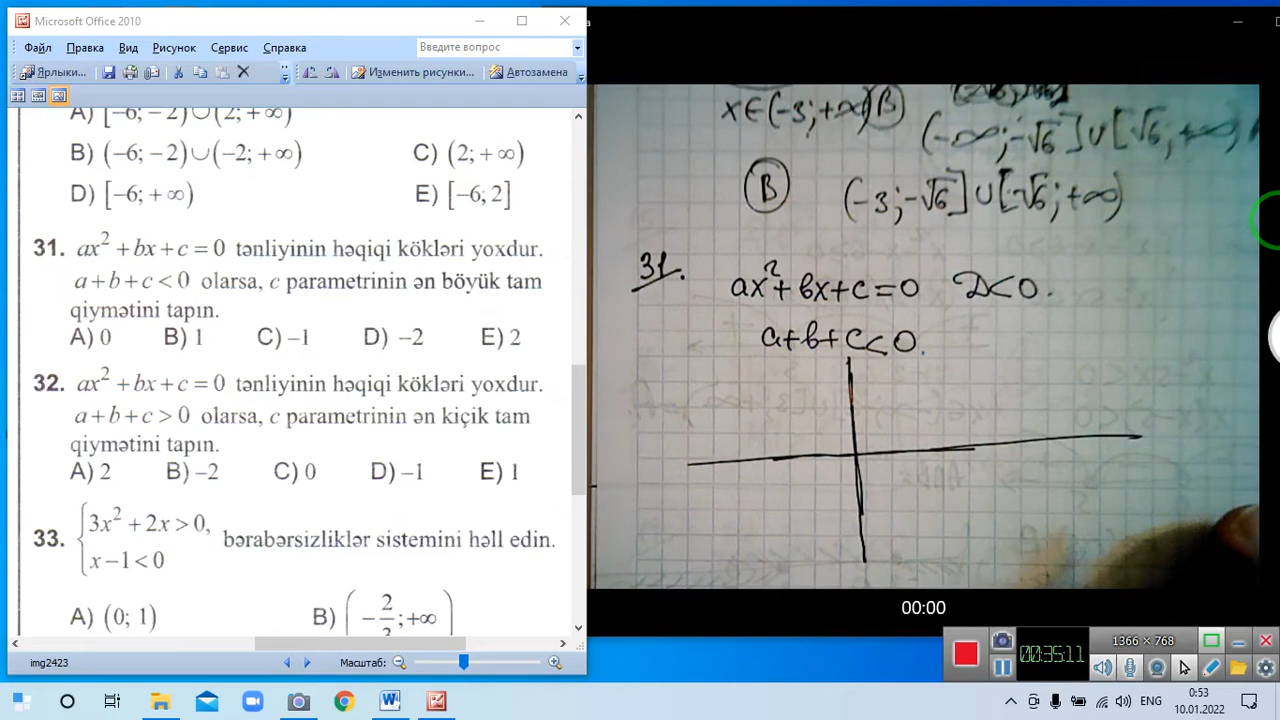 Microsoft Office 2010
Файл Правка Вид Рисунок Сервис Справка
Введите вопрос
Ярлыки... Изменить рисунки... Автозамена
A) [-6; -2)∪(2; +∞)
B) (-6; -2)∪(-2; +∞) C) (2; +∞)
D) [-6; +∞) E) [-6; 2]
31. ax² + bx + c = 0 tənliyinin həqiqi kökləri yoxdur.
a + b + c < 0 olarsa, c parametrinin ən böyük tam
qiymətini tapın.
A) 0 B) 1 C) -1 D) -2 E) 2
32. ax² + bx + c = 0 tənliyinin həqiqi kökləri yoxdur.
a + b + c > 0 olarsa, c parametrinin ən kiçik tam
qiymətini tapın.
A) 2 B) -2 C) 0 D) -1 E) 1
33. { 3x² + 2x > 0, x - 1 < 0 bərabərsizliklər sistemini həll edin.
A) (0; 1) B) (-2/3; +∞
img2423 Масштаб:
x∈(-3;+∞) B
(-∞;-√6]∪[√6;+∞)
B (-3;-√6]∪[√6;+∞)
31. ax²+bx+c=0 D<0.
a+b+c<0.
00:00
1366 x 768
00:35:11
ENG
0:53
10.01.2022